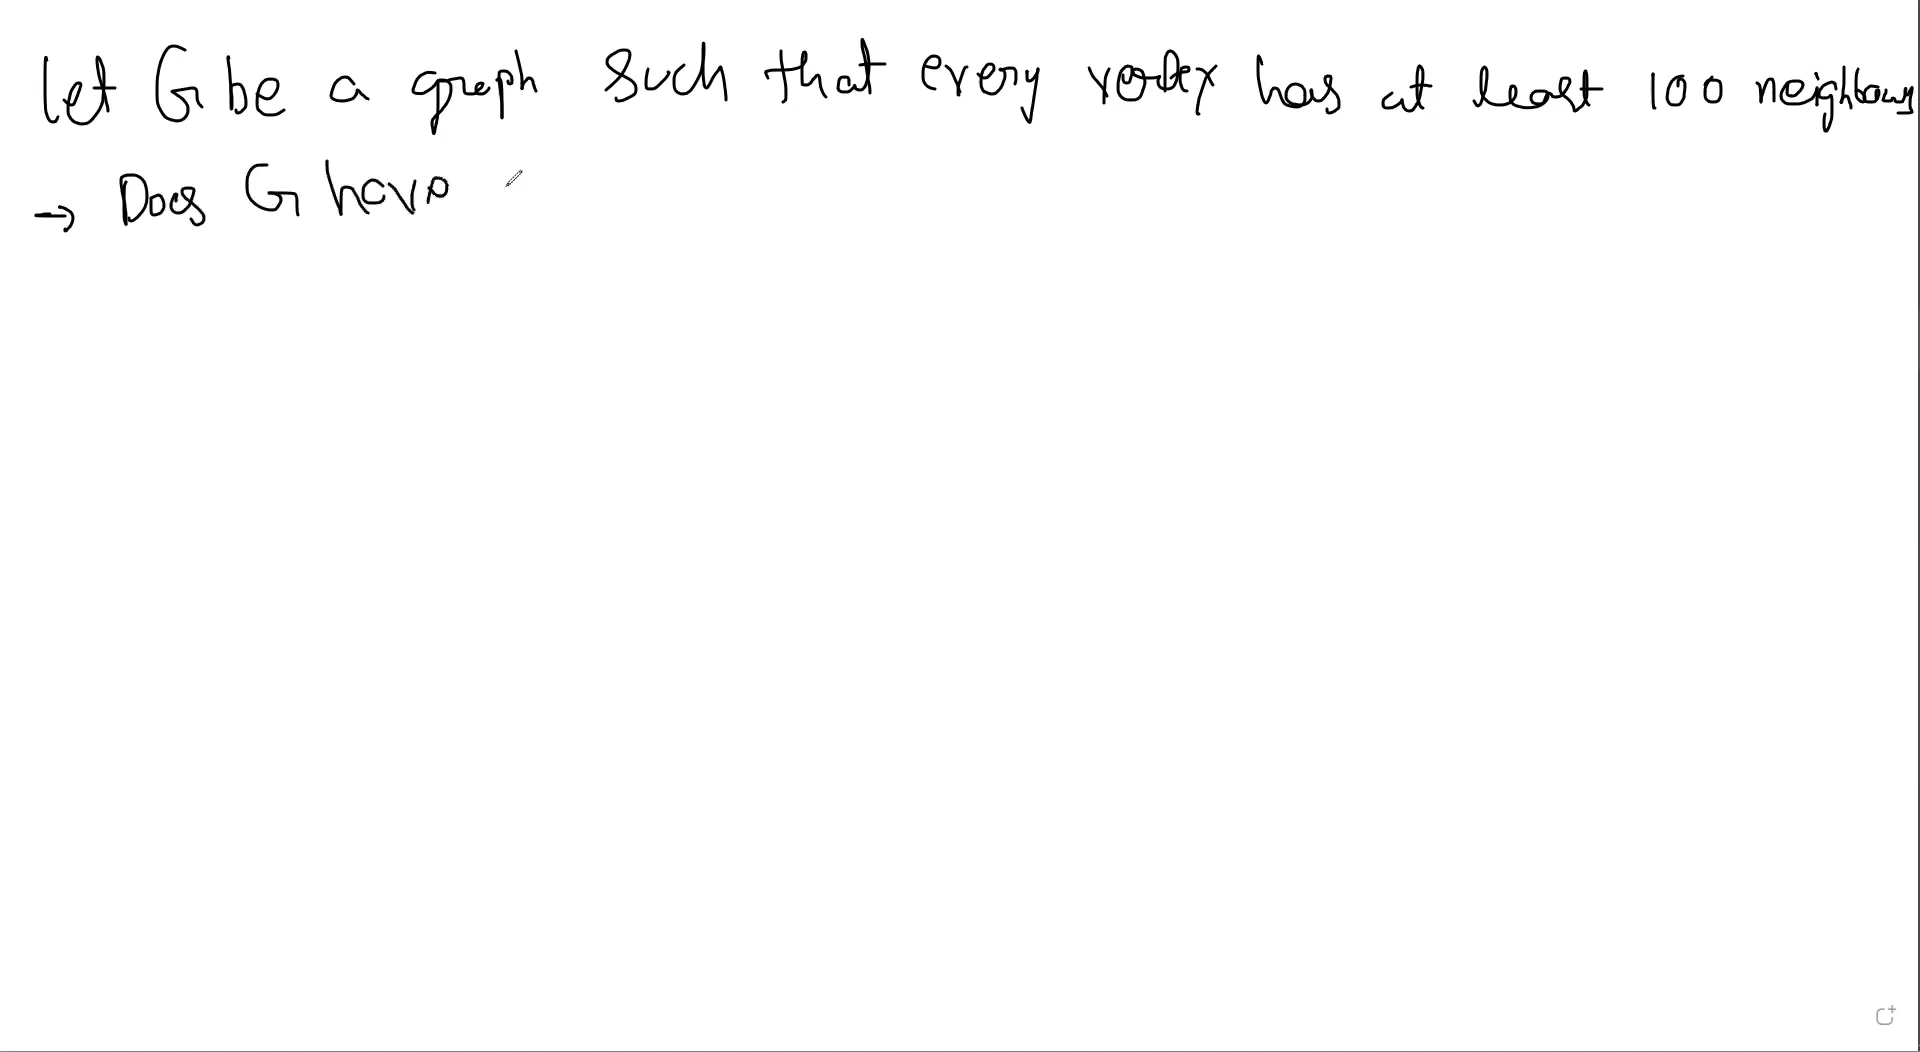 Let G be a graph such that every vertex has at least 100 neighbours
→ Does G have